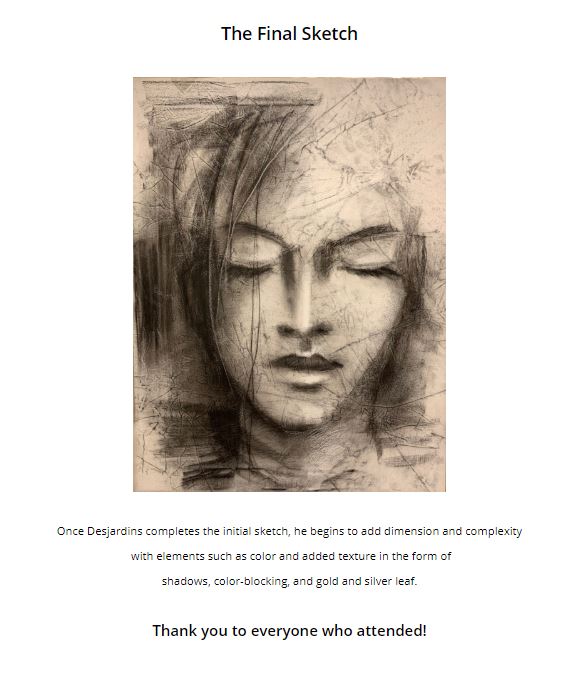 The Final Sketch
Once Desjardins completes the initial sketch, he begins to add dimension and complexity
with elements such as color and added texture in the form of
shadows, color-blocking, and gold and silver leaf.
Thank you to everyone who attended!